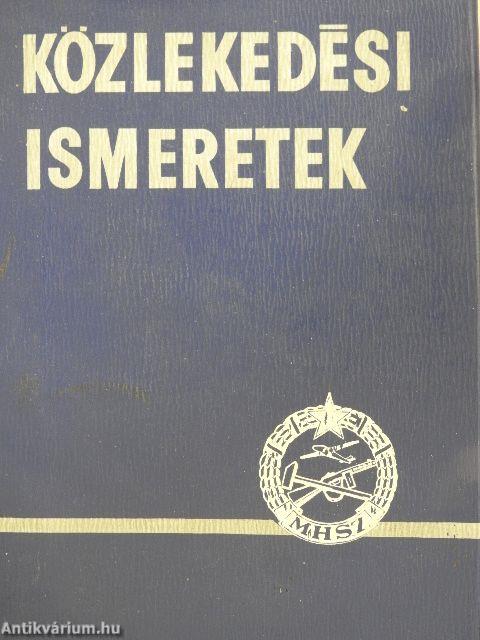 KÖZLEKEDÉSI
ISMERETEK
MHSZ
Antikvárium.hu